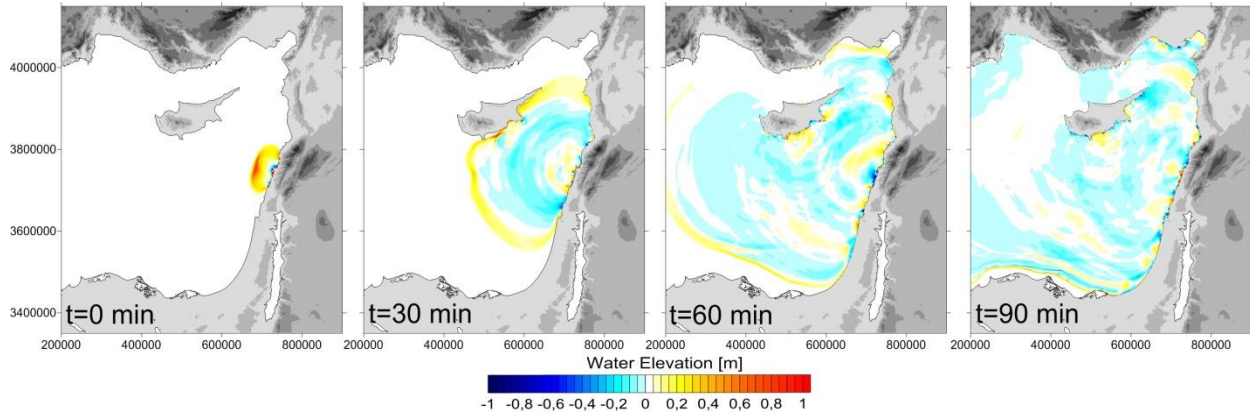 4000000
3800000
3600000
3400000
t=0 min
t=30 min
t=60 min
t=90 min
200000 400000 600000 800000 200000 400000 600000 800000 200000 400000 600000 800000 200000 400000 600000 800000
Water Elevation [m]
-1 -0,8 -0,6 -0,4 -0,2 0 0,2 0,4 0,6 0,8 1